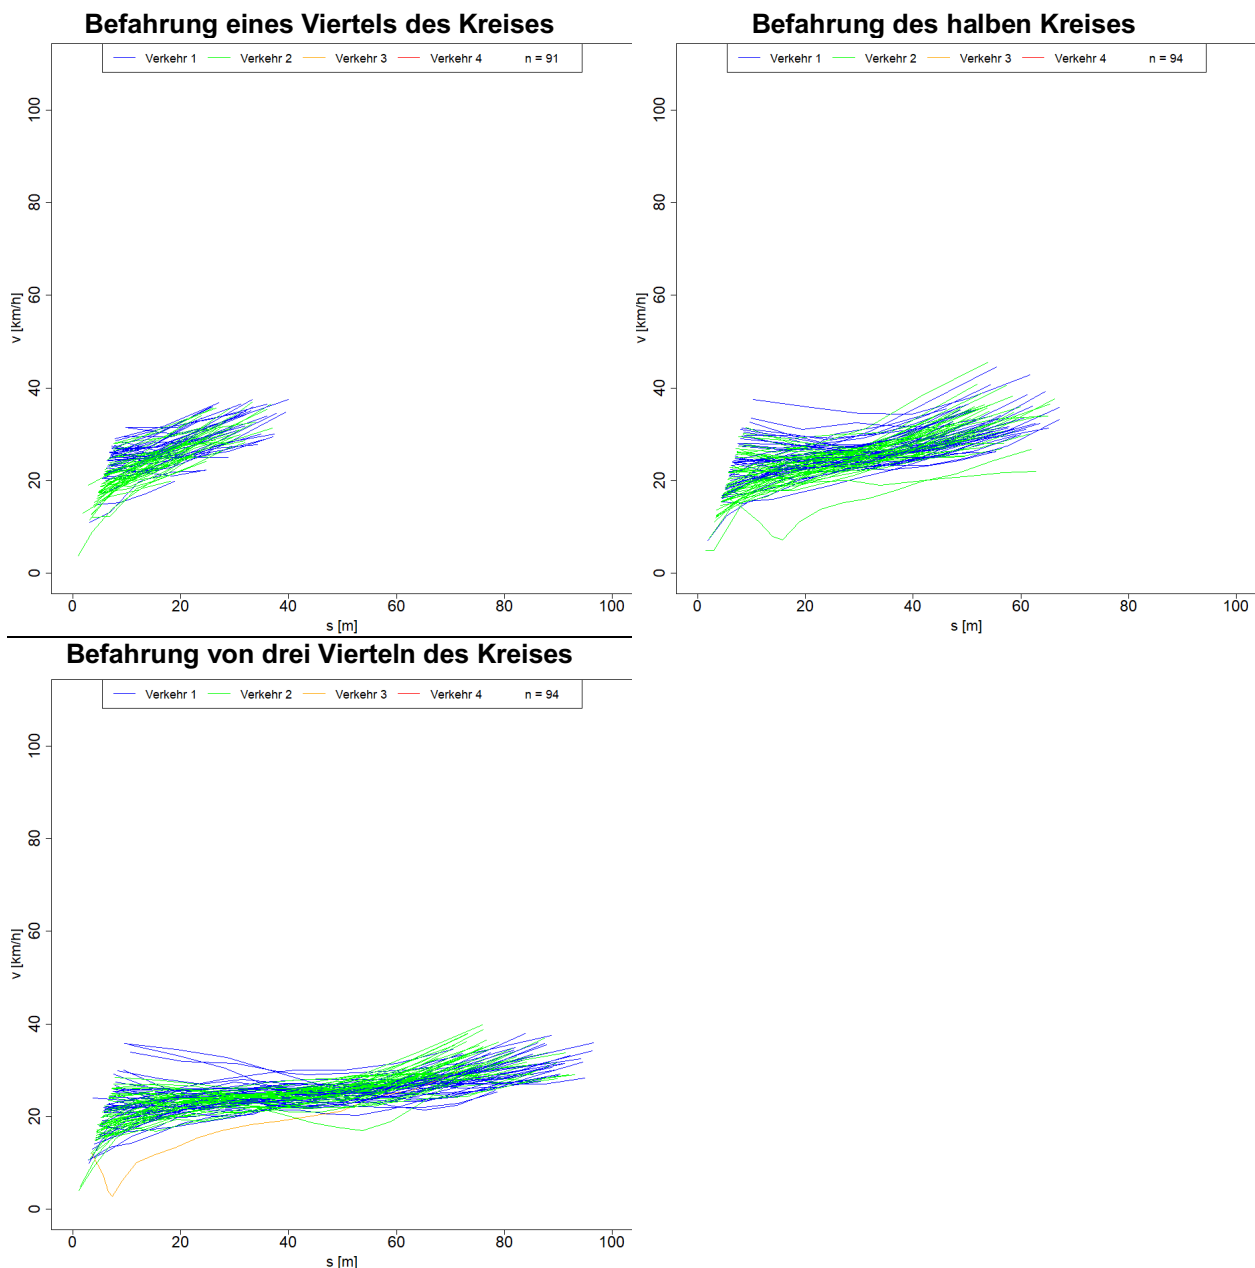 Befahrung eines Viertels des Kreises
Verkehr 1 Verkehr 2 Verkehr 3 Verkehr 4 n = 91
100
80
60
40
20
0
v [km/h]
0 20 40 60 80 100
s [m]
Befahrung des halben Kreises
Verkehr 1 Verkehr 2 Verkehr 3 Verkehr 4 n = 94
100
80
60
40
20
0
v [km/h]
0 20 40 60 80 100
s [m]
Befahrung von drei Vierteln des Kreises
Verkehr 1 Verkehr 2 Verkehr 3 Verkehr 4 n = 94
100
80
60
40
20
0
v [km/h]
0 20 40 60 80 100
s [m]